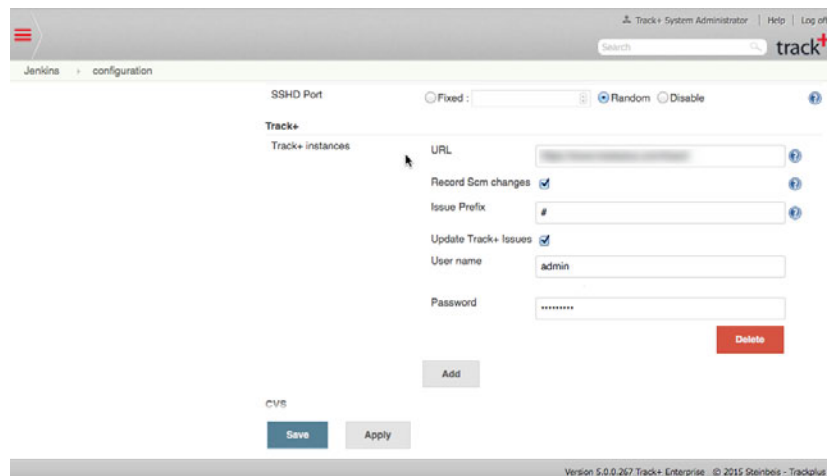 Track+ System Administrator | Help | Log off
Search
track+
Jenkins › configuration
SSHD Port Fixed : Random Disable
Track+
Track+ instances
URL
Record Scm changes
Issue Prefix #
Update Track+ Issues
User name admin
Password •••••••••
Delete
Add
CVS
Save Apply
Version 5.0.0.267 Track+ Enterprise © 2015 Steinbeis - Trackplus